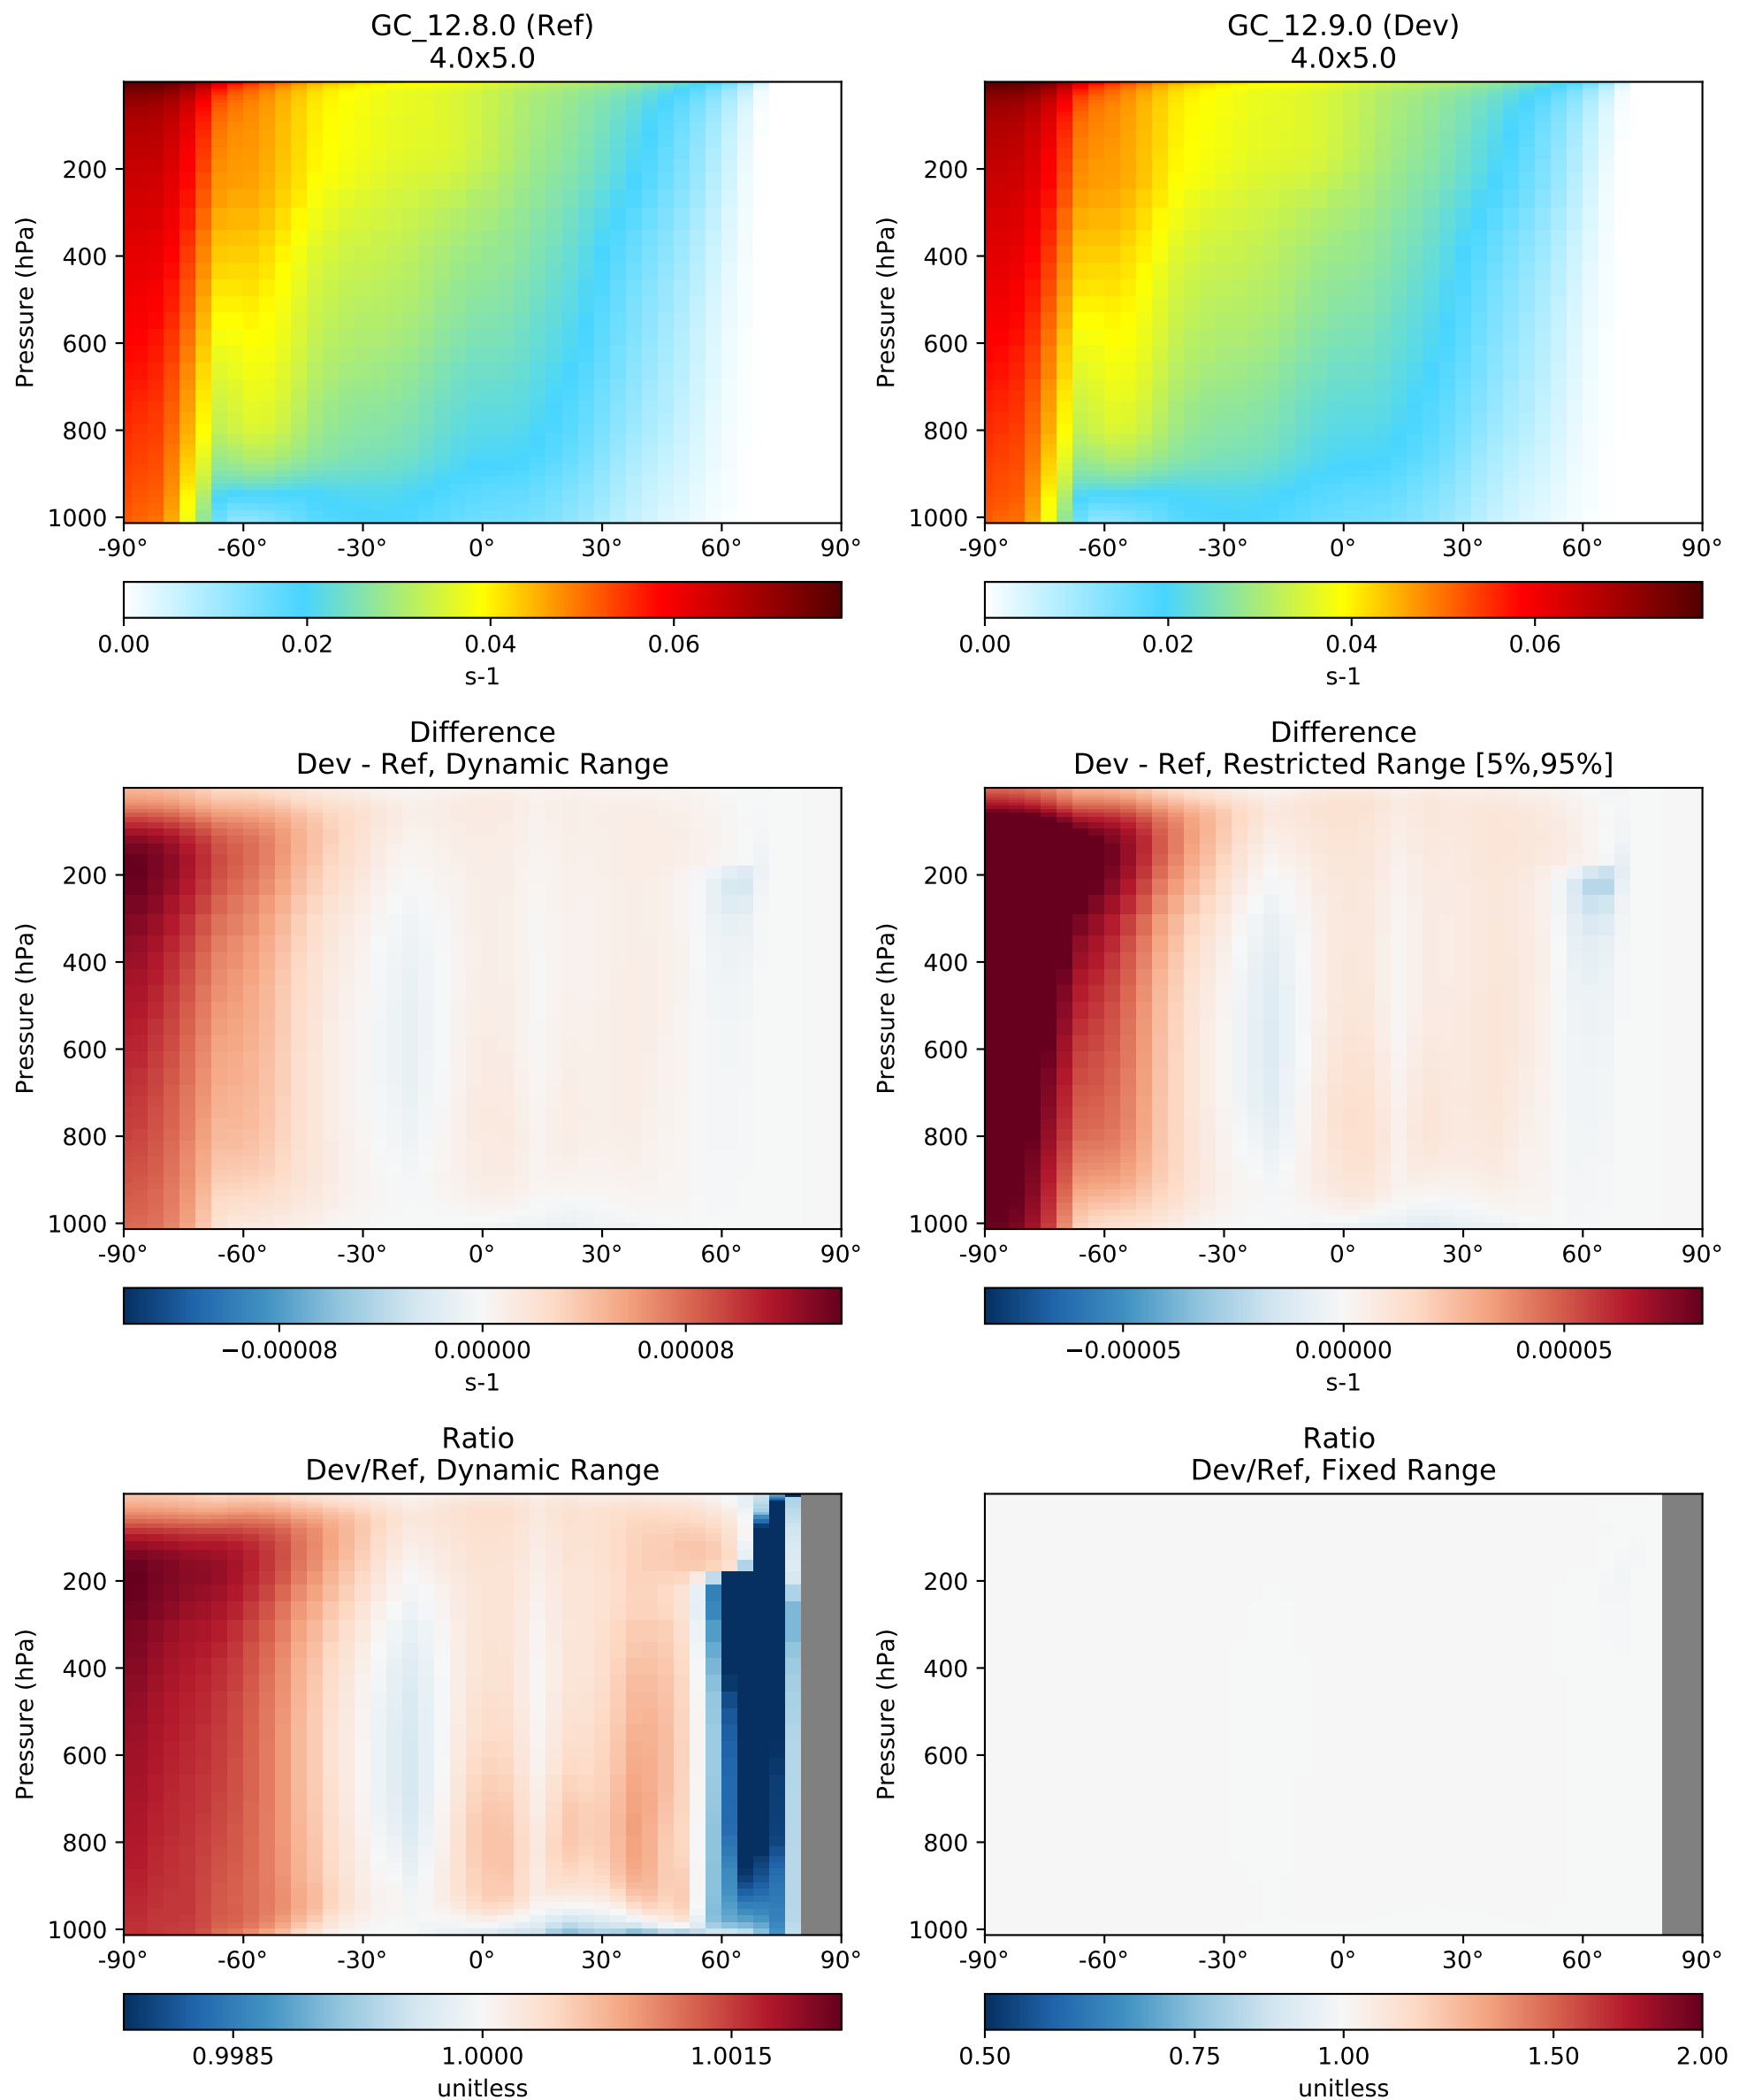 GC_12.8.0 (Ref)
4.0x5.0
Pressure (hPa)
200
400
600
800
1000
-90° -60° -30° 0° 30° 60° 90°
0.00 0.02 0.04 0.06
s-1
GC_12.9.0 (Dev)
4.0x5.0
Pressure (hPa)
200
400
600
800
1000
-90° -60° -30° 0° 30° 60° 90°
0.00 0.02 0.04 0.06
s-1
Difference
Dev - Ref, Dynamic Range
Pressure (hPa)
200
400
600
800
1000
-90° -60° -30° 0° 30° 60° 90°
−0.00008 0.00000 0.00008
s-1
Difference
Dev - Ref, Restricted Range [5%,95%]
Pressure (hPa)
200
400
600
800
1000
-90° -60° -30° 0° 30° 60° 90°
−0.00005 0.00000 0.00005
s-1
Ratio
Dev/Ref, Dynamic Range
Pressure (hPa)
200
400
600
800
1000
-90° -60° -30° 0° 30° 60° 90°
0.9985 1.0000 1.0015
unitless
Ratio
Dev/Ref, Fixed Range
Pressure (hPa)
200
400
600
800
1000
-90° -60° -30° 0° 30° 60° 90°
0.50 0.75 1.00 1.50 2.00
unitless